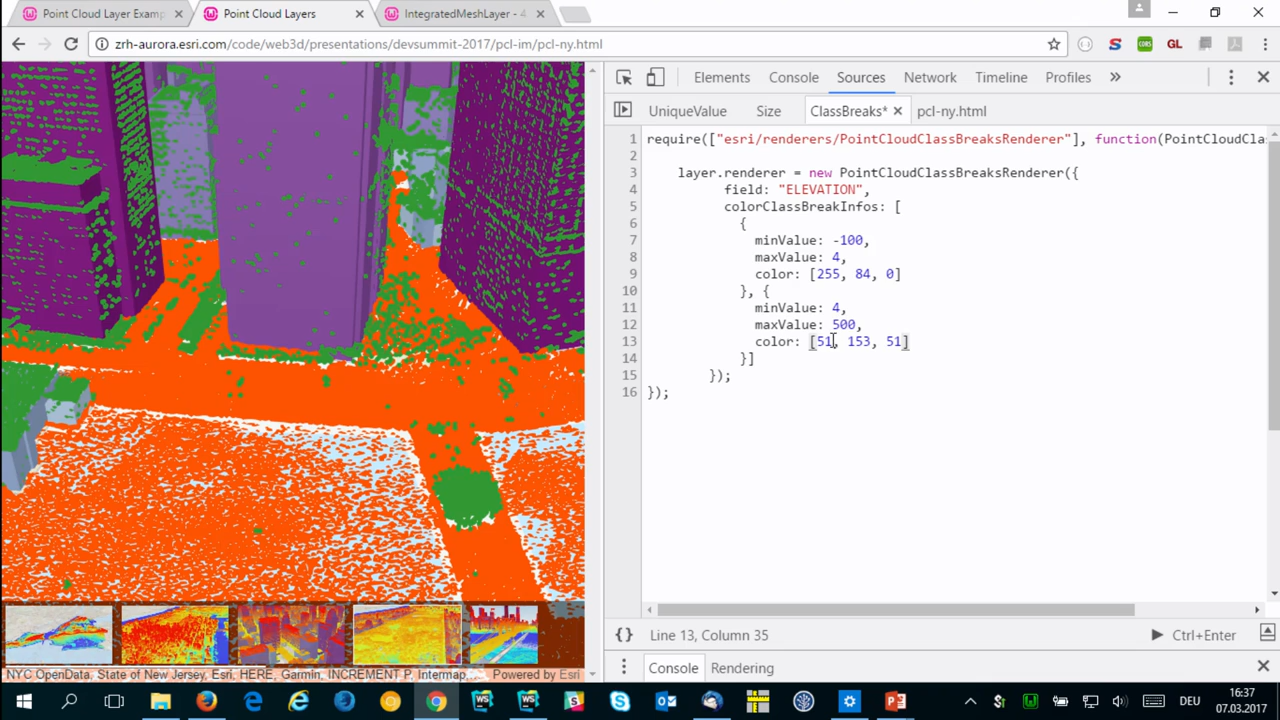 Point Cloud Layer Examp
Point Cloud Layers
IntegratedMeshLayer - 4
zrh-aurora.esri.com/code/web3d/presentations/devsummit-2017/pcl-im/pcl-ny.html
CORS
GL
Elements Console Sources Network Timeline Profiles
UniqueValue Size ClassBreaks* pcl-ny.html
1 require(["esri/renderers/PointCloudClassBreaksRenderer"], function(PointCloudCla
2
3 layer.renderer = new PointCloudClassBreaksRenderer({
4 field: "ELEVATION",
5 colorClassBreakInfos: [
6 {
7 minValue: -100,
8 maxValue: 4,
9 color: [255, 84, 0]
10 }, {
11 minValue: 4,
12 maxValue: 500,
13 color: [51, 153, 51]
14 }]
15 });
16 });
{} Line 13, Column 35
Ctrl+Enter
Console Rendering
NYC OpenData, State of New Jersey, Esri, HERE, Garmin, INCREMENT P, Intermap,...
Powered by Esri
DEU
16:37
07.03.2017